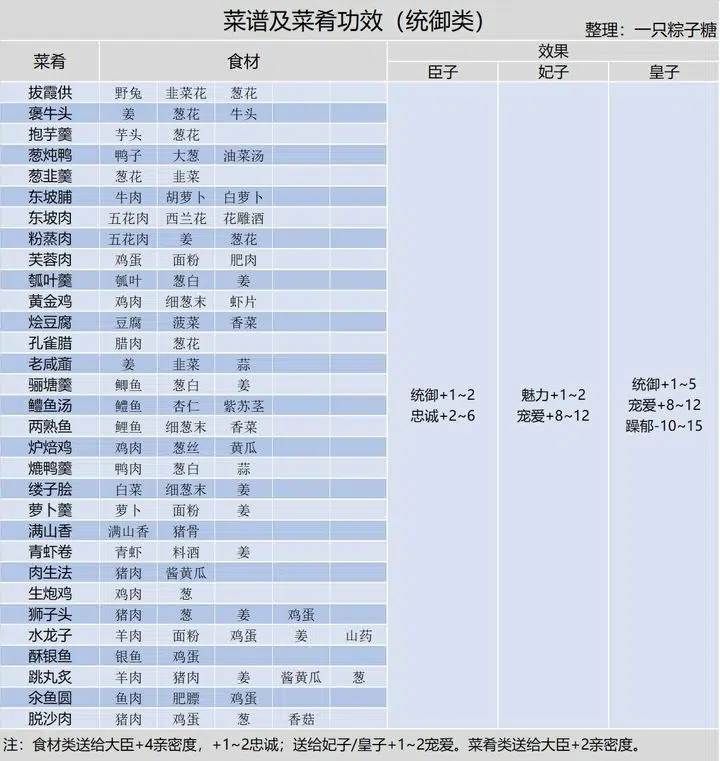 菜谱及菜肴功效（统御类）
整理：一只粽子糖
菜肴 食材 效果
臣子 妃子 皇子
拔霞供 野兔 韭菜花 葱花
褒牛头 姜 葱花 牛头
抱芋羹 芋头 葱花
葱炖鸭 鸭子 大葱 油菜汤
葱韭羹 葱花 韭菜
东坡脯 牛肉 胡萝卜 白萝卜
东坡肉 五花肉 西兰花 花雕酒
粉蒸肉 五花肉 姜 葱花
芙蓉肉 鸡蛋 面粉 肥肉
瓠叶羹 瓠叶 葱白 姜
黄金鸡 鸡肉 细葱末 虾片
烩豆腐 豆腐 菠菜 香菜
孔雀腊 腊肉 葱花
老咸齑 姜 韭菜 蒜
骊塘羹 鲫鱼 葱白 姜
鳢鱼汤 鳢鱼 杏仁 紫苏茎
两熟鱼 鲤鱼 细葱末 香菜
炉焙鸡 鸡肉 葱丝 黄瓜
爊鸭羹 鸭肉 葱白 蒜
缕子脍 白菜 细葱末 姜
萝卜羹 萝卜 面粉 姜
满山香 满山香 猪骨
青虾卷 青虾 料酒 姜
肉生法 猪肉 酱黄瓜
生炮鸡 鸡肉 葱
狮子头 猪肉 葱 姜 鸡蛋
水龙子 羊肉 面粉 鸡蛋 姜 山药
酥银鱼 银鱼 鸡蛋
跳丸炙 羊肉 猪肉 姜 酱黄瓜 葱
汆鱼圆 鱼肉 肥膘 鸡蛋
脱沙肉 猪肉 鸡蛋 葱 香菇
统御+1~2
忠诚+2~6
魅力+1~2
宠爱+8~12
统御+1~5
宠爱+8~12
躁郁-10~15
注：食材类送给大臣+4亲密度，+1~2忠诚；送给妃子/皇子+1~2宠爱。菜肴类送给大臣+2亲密度。